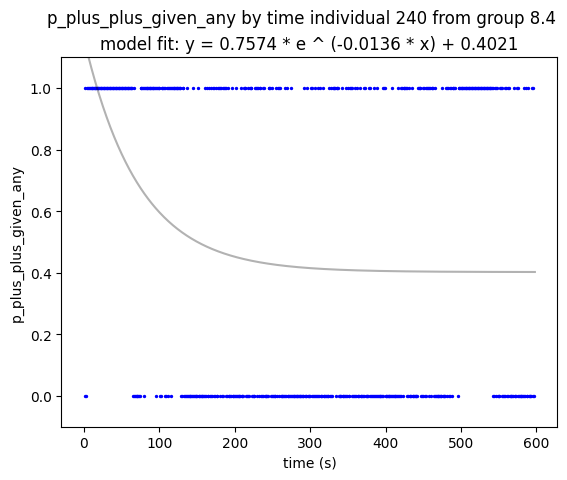 p_plus_plus_given_any by time individual 240 from group 8.4
model fit: y = 0.7574 * e ^ (-0.0136 * x) + 0.4021
p_plus_plus_given_any
1.0
0.8
0.6
0.4
0.2
0.0
0 100 200 300 400 500 600
time (s)